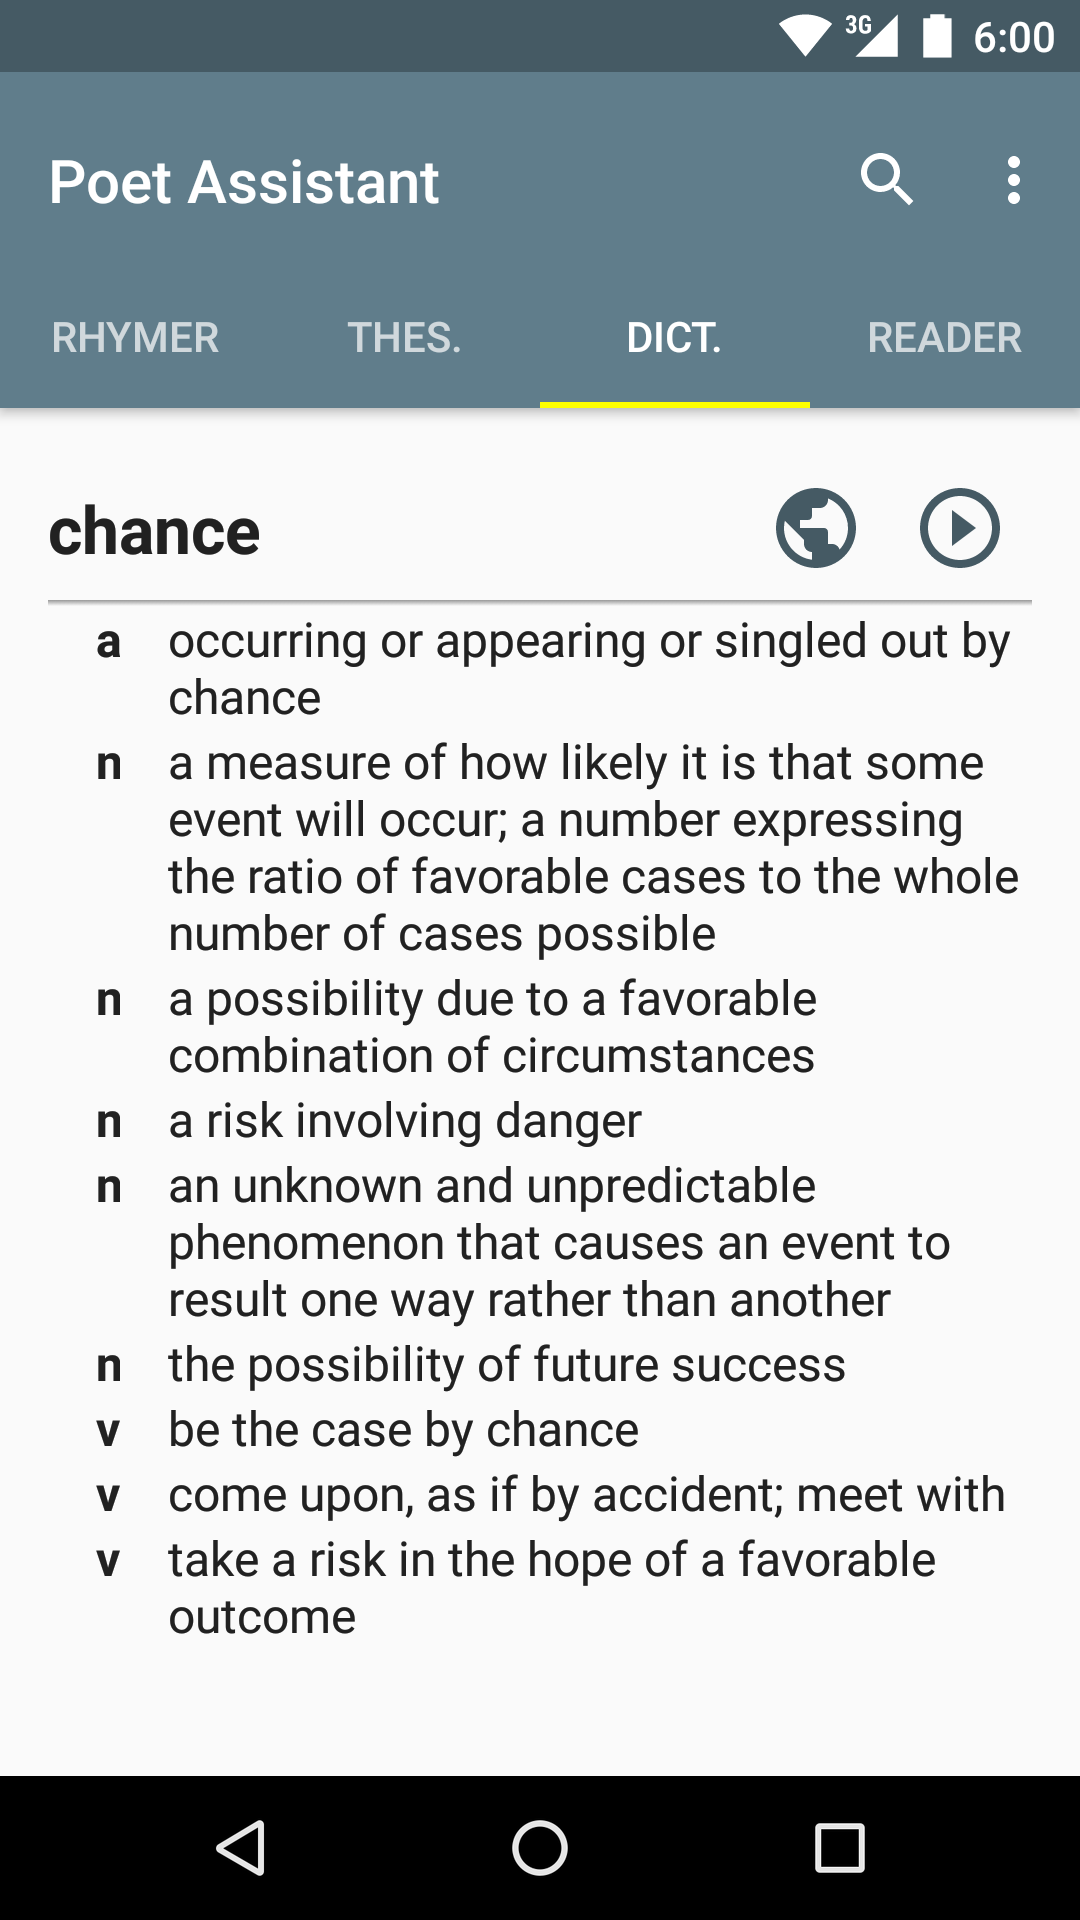 3G 6:00
Poet Assistant
RHYMER THES. DICT. READER
chance
a occurring or appearing or singled out by
chance
n a measure of how likely it is that some
event will occur; a number expressing
the ratio of favorable cases to the whole
number of cases possible
n a possibility due to a favorable
combination of circumstances
n a risk involving danger
n an unknown and unpredictable
phenomenon that causes an event to
result one way rather than another
n the possibility of future success
v be the case by chance
v come upon, as if by accident; meet with
v take a risk in the hope of a favorable
outcome